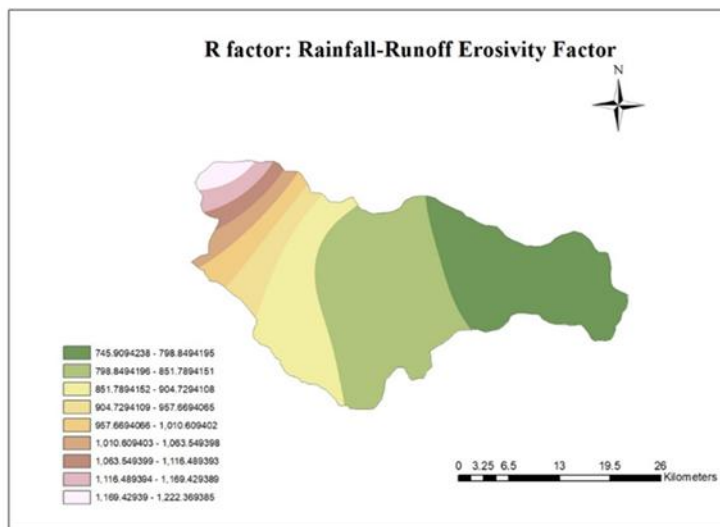 R factor: Rainfall-Runoff Erosivity Factor
N
745.9094238 - 798.8494195
798.8494196 - 851.7894151
851.7894152 - 904.7294108
904.7294109 - 957.6694065
957.6694066 - 1,010.609402
1,010.609403 - 1,063.549398
1,063.549399 - 1,116.489393
1,116.489394 - 1,169.429389
1,169.42939 - 1,222.369385
0 3.25 6.5 13 19.5 26
Kilometers